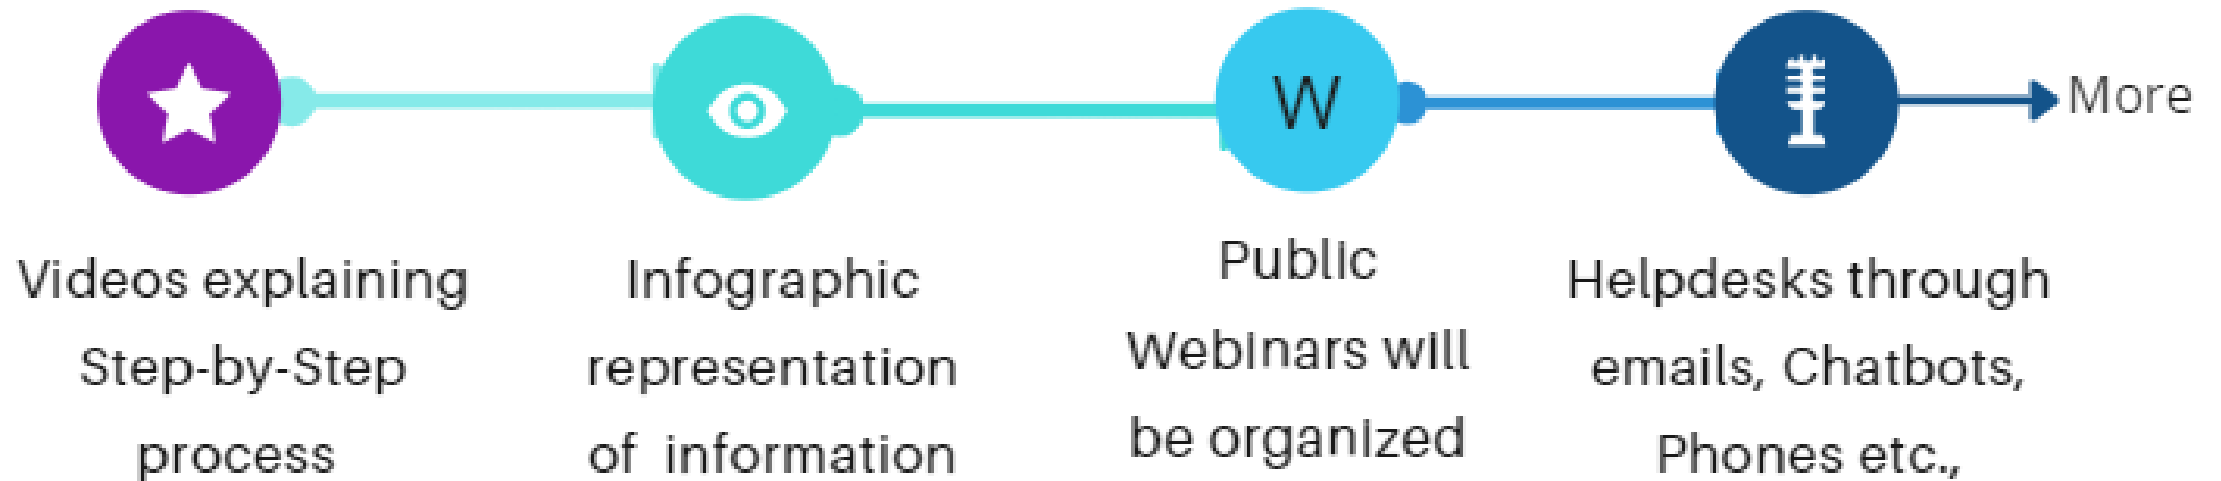 W
More
Videos explaining
Step-by-Step
process
Infographic
representation
of information
Public
Webinars will
be organized
Helpdesks through
emails, Chatbots,
Phones etc.,